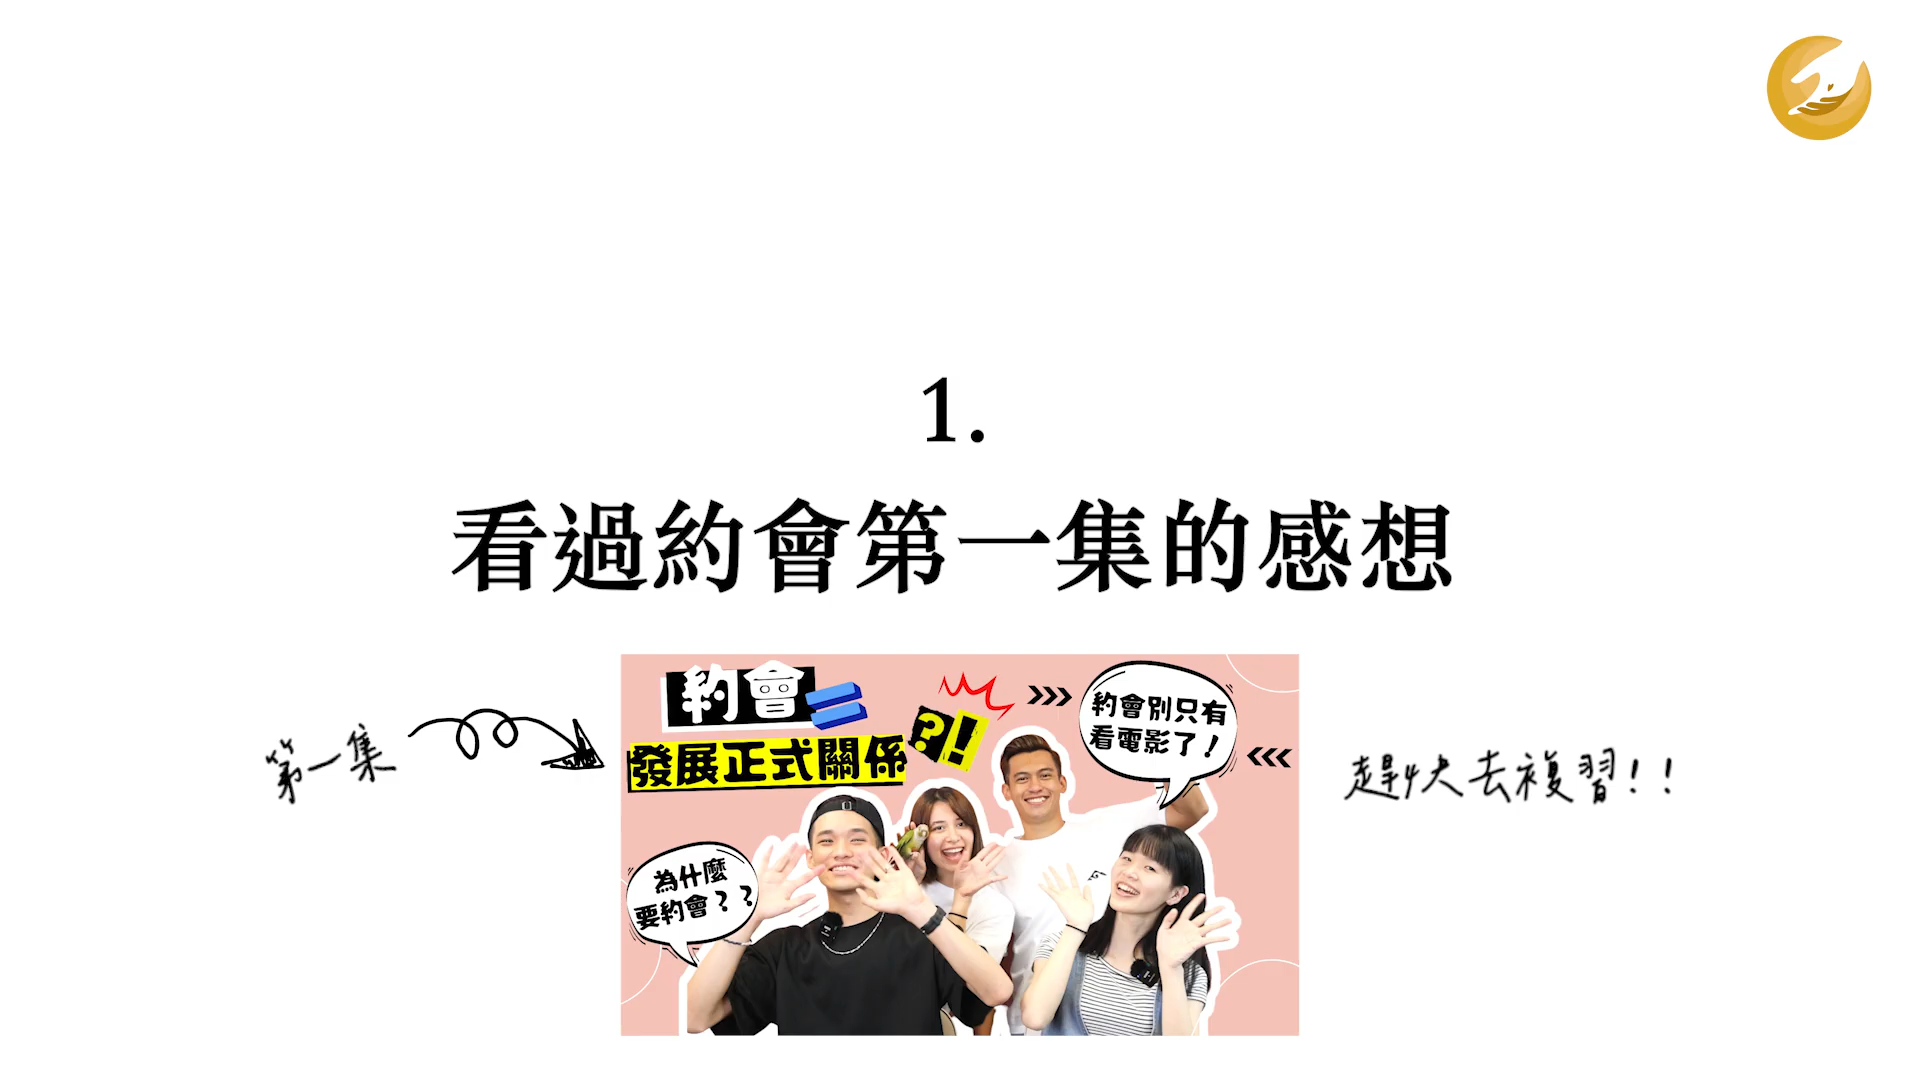 1.
看過約會第一集的感想
第一集
約會=
發展正式關係?!
約會別只有
看電影了！
為什麼
要約會？？
趕快去複習！！